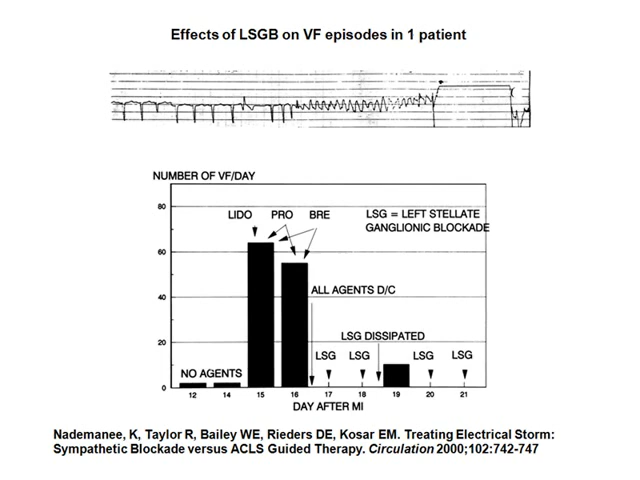 Effects of LSGB on VF episodes in 1 patient
NUMBER OF VF/DAY
80
60
40
20
0
LIDO PRO BRE
LSG = LEFT STELLATE
GANGLIONIC BLOCKADE
ALL AGENTS D/C
LSG DISSIPATED
NO AGENTS
LSG LSG LSG LSG
12 14 15 16 17 18 19 20 21
DAY AFTER MI
Nademanee, K, Taylor R, Bailey WE, Rieders DE, Kosar EM. Treating Electrical Storm:
Sympathetic Blockade versus ACLS Guided Therapy. Circulation 2000;102:742-747